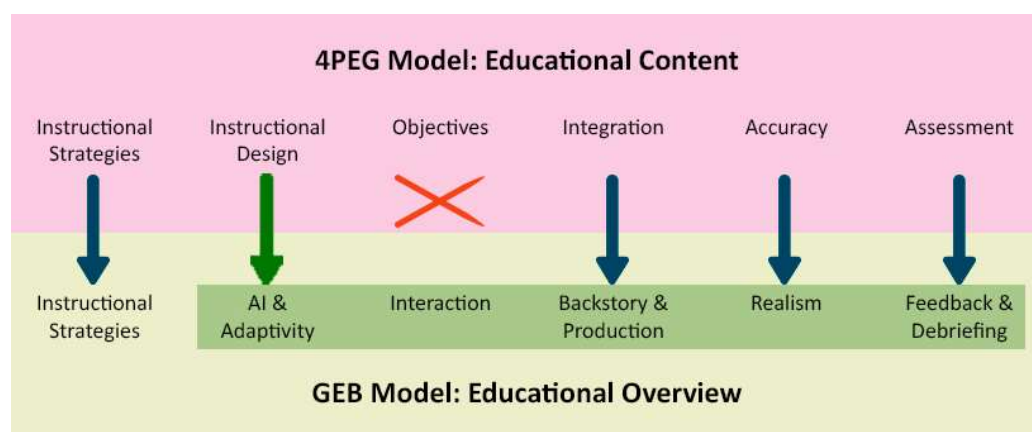 4PEG Model: Educational Content
Instructional Strategies
Instructional Design
Objectives
Integration
Accuracy
Assessment
Instructional Strategies
AI & Adaptivity
Interaction
Backstory & Production
Realism
Feedback & Debriefing
GEB Model: Educational Overview